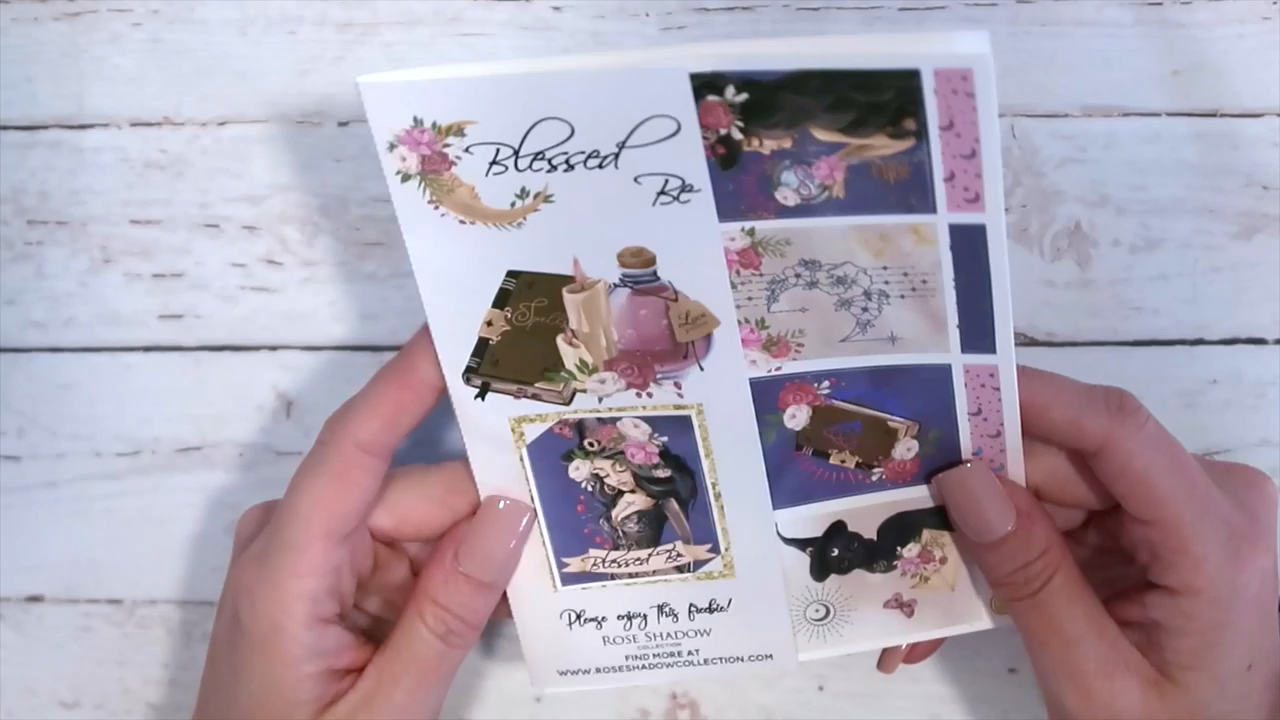 Blessed
Be
Spells
Love
Blessed Be
Please enjoy this freebie!
ROSE SHADOW
COLLECTION
FIND MORE AT
WWW.ROSESHADOWCOLLECTION.COM